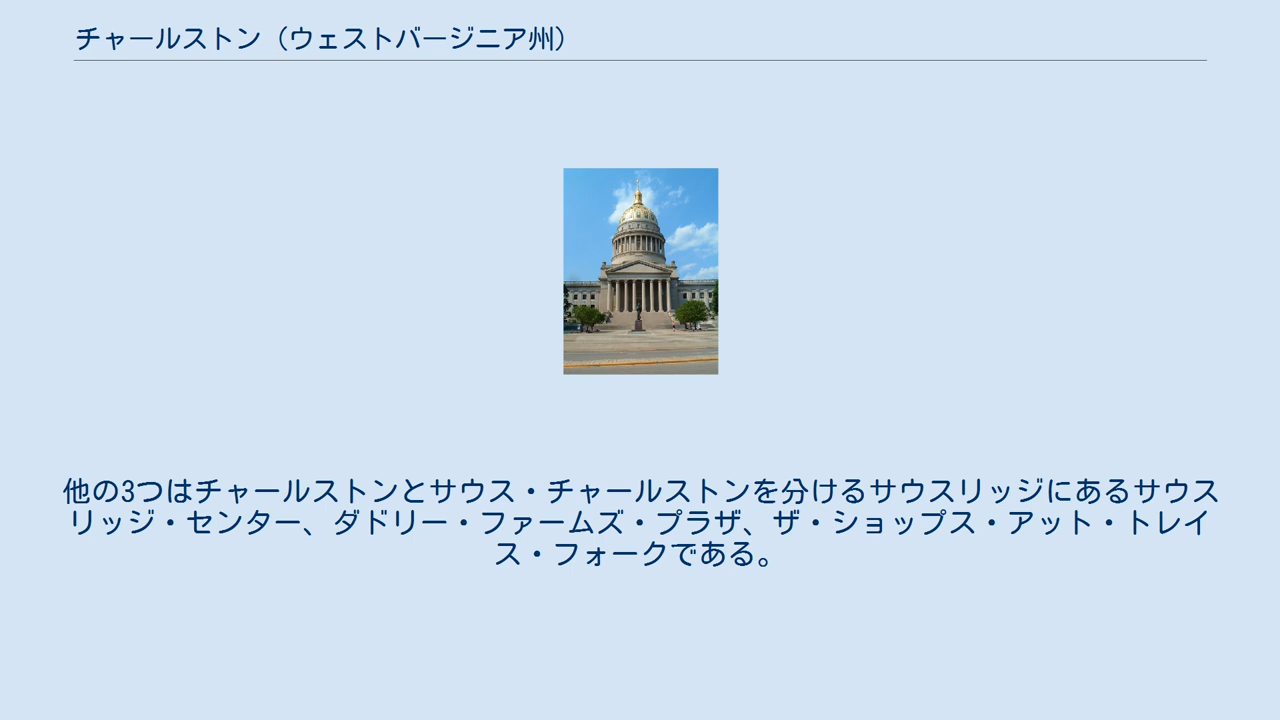 チャールストン（ウェストバージニア州）
他の3つはチャールストンとサウス・チャールストンを分けるサウスリッジにあるサウス
リッジ・センター、ダドリー・ファームズ・プラザ、ザ・ショップス・アット・トレイ
ス・フォークである。